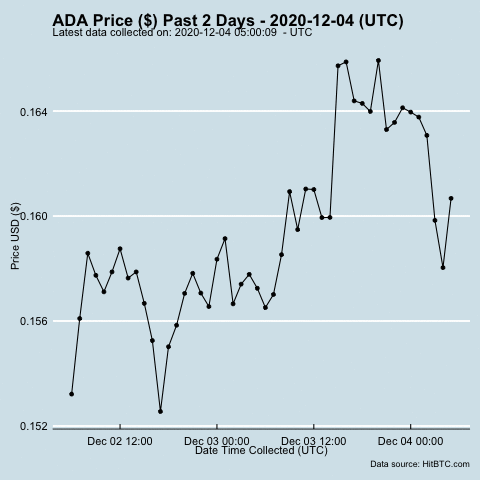 ADA Price ($) Past 2 Days - 2020-12-04 (UTC)
Latest data collected on: 2020-12-04 05:00:09 - UTC
Price USD ($)
0.164
0.160
0.156
0.152
Dec 02 12:00 Dec 03 00:00 Dec 03 12:00 Dec 04 00:00
Date Time Collected (UTC)
Data source: HitBTC.com